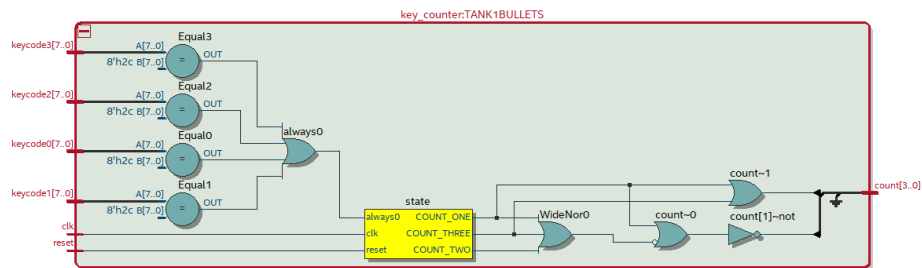 key_counter:TANK1BULLETS
Equal3
keycode3[7..0]
A[7..0]
OUT
8'h2c B[7..0]
=
Equal2
keycode2[7..0]
A[7..0]
OUT
8'h2c B[7..0]
=
always0
Equal0
keycode0[7..0]
A[7..0]
OUT
8'h2c B[7..0]
=
Equal1
keycode1[7..0]
A[7..0]
OUT
8'h2c B[7..0]
=
clk
reset
state
always0 COUNT_ONE
clk COUNT_THREE
reset COUNT_TWO
WideNor0
count~0
count~1
count[1]~not
count[3..0]